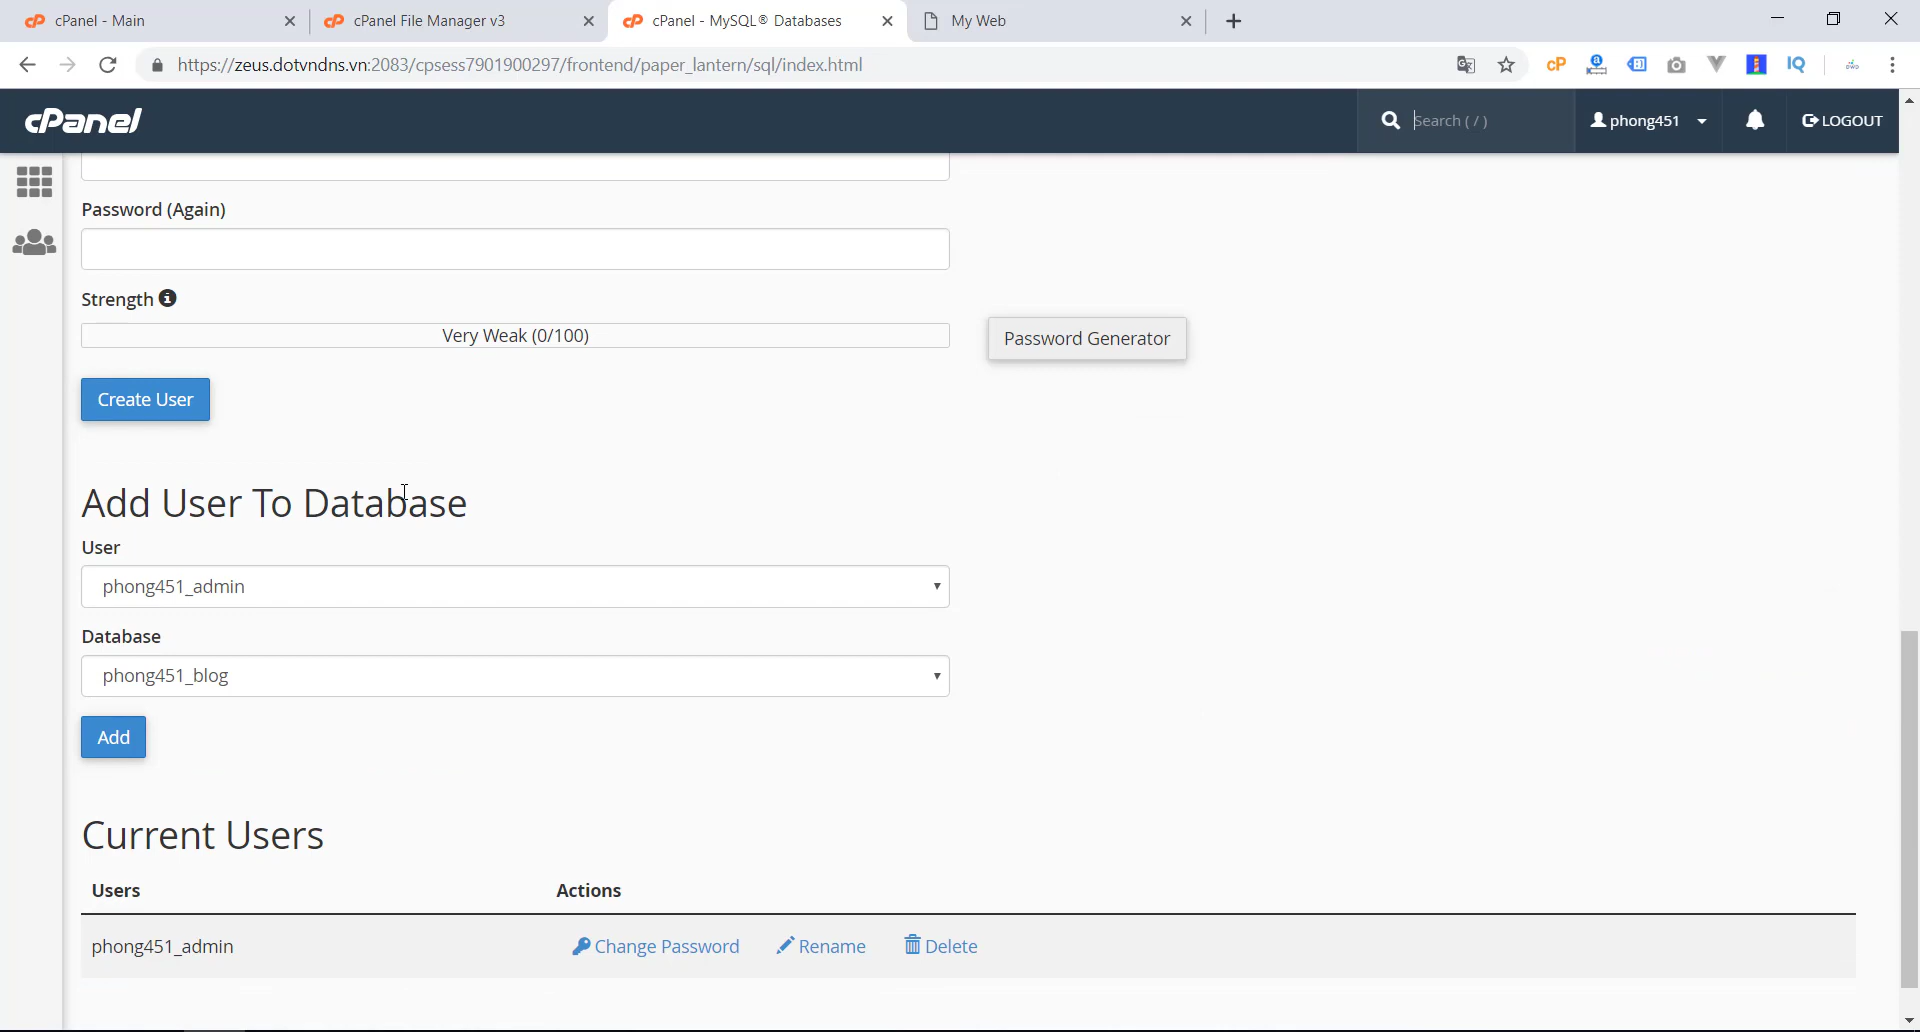 cPanel - Main
cPanel File Manager v3
cPanel - MySQL® Databases
My Web
https://zeus.dotvndns.vn:2083/cpsess7901900297/frontend/paper_lantern/sql/index.html
cP
IQ
cPanel
Search ( / )
phong451
LOGOUT
Password (Again)
Strength
Very Weak (0/100)
Password Generator
Create User
Add User To Database
User
phong451_admin
Database
phong451_blog
Add
Current Users
Users Actions
phong451_admin Change Password Rename Delete